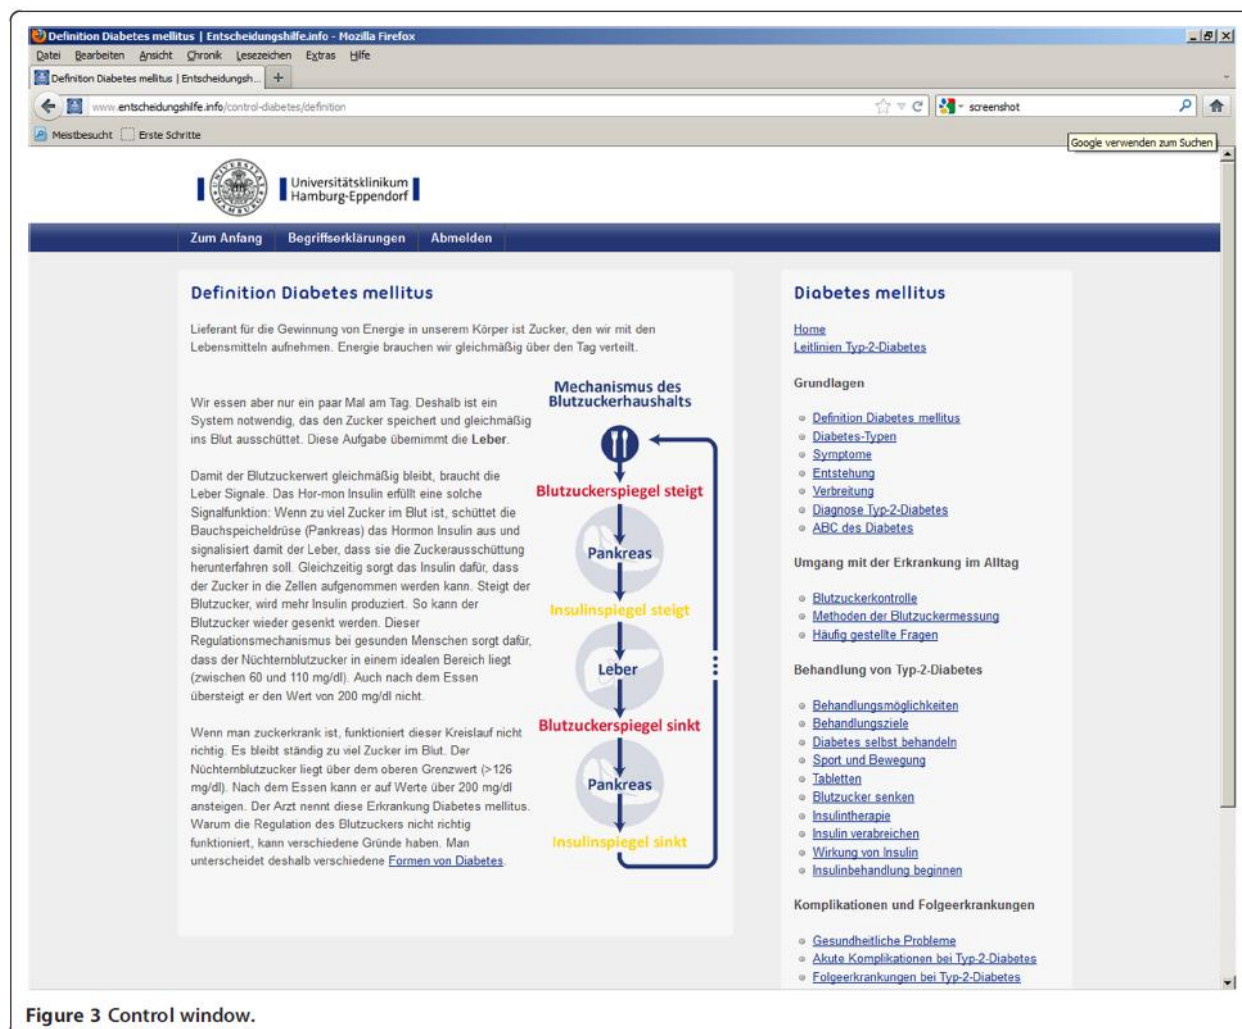 Definition Diabetes mellitus | Entscheidungshilfe.info - Mozilla Firefox
Datei Bearbeiten Ansicht Chronik Lesezeichen Extras Hilfe
Definition Diabetes mellitus | Entscheidungsh... +
www.entscheidungshilfe.info/control-diabetes/definition
screenshot
Meistbesucht Erste Schritte
Google verwenden zum Suchen
UNIVERSITÄT HAMBURG
Universitätsklinikum
Hamburg-Eppendorf
Zum Anfang Begriffserklärungen Abmelden
Definition Diabetes mellitus
Lieferant für die Gewinnung von Energie in unserem Körper ist Zucker, den wir mit den
Lebensmitteln aufnehmen. Energie brauchen wir gleichmäßig über den Tag verteilt.
Wir essen aber nur ein paar Mal am Tag. Deshalb ist ein
System notwendig, das den Zucker speichert und gleichmäßig
ins Blut ausschüttet. Diese Aufgabe übernimmt die Leber.
Damit der Blutzuckerwert gleichmäßig bleibt, braucht die
Leber Signale. Das Hor-mon Insulin erfüllt eine solche
Signalfunktion: Wenn zu viel Zucker im Blut ist, schüttet die
Bauchspeicheldrüse (Pankreas) das Hormon Insulin aus und
signalisiert damit der Leber, dass sie die Zuckerausschüttung
herunterfahren soll. Gleichzeitig sorgt das Insulin dafür, dass
der Zucker in die Zellen aufgenommen werden kann. Steigt der
Blutzucker, wird mehr Insulin produziert. So kann der
Blutzucker wieder gesenkt werden. Dieser
Regulationsmechanismus bei gesunden Menschen sorgt dafür,
dass der Nüchternblutzucker in einem idealen Bereich liegt
(zwischen 60 und 110 mg/dl). Auch nach dem Essen
übersteigt er den Wert von 200 mg/dl nicht.
Wenn man zuckerkrank ist, funktioniert dieser Kreislauf nicht
richtig. Es bleibt ständig zu viel Zucker im Blut. Der
Nüchternblutzucker liegt über dem oberen Grenzwert (>126
mg/dl). Nach dem Essen kann er auf Werte über 200 mg/dl
ansteigen. Der Arzt nennt diese Erkrankung Diabetes mellitus.
Warum die Regulation des Blutzuckers nicht richtig
funktioniert, kann verschiedene Gründe haben. Man
unterscheidet deshalb verschiedene Formen von Diabetes.
Mechanismus des
Blutzuckerhaushalts
Blutzuckerspiegel steigt
Pankreas
Insulinspiegel steigt
Leber
Blutzuckerspiegel sinkt
Pankreas
Insulinspiegel sinkt
Diabetes mellitus
Home
Leitlinien Typ-2-Diabetes
Grundlagen
Definition Diabetes mellitus
Diabetes-Typen
Symptome
Entstehung
Verbreitung
Diagnose Typ-2-Diabetes
ABC des Diabetes
Umgang mit der Erkrankung im Alltag
Blutzuckerkontrolle
Methoden der Blutzuckermessung
Häufig gestellte Fragen
Behandlung von Typ-2-Diabetes
Behandlungsmöglichkeiten
Behandlungsziele
Diabetes selbst behandeln
Sport und Bewegung
Tabletten
Blutzucker senken
Insulintherapie
Insulin verabreichen
Wirkung von Insulin
Insulinbehandlung beginnen
Komplikationen und Folgeerkrankungen
Gesundheitliche Probleme
Akute Komplikationen bei Typ-2-Diabetes
Folgeerkrankungen bei Typ-2-Diabetes
Figure 3 Control window.